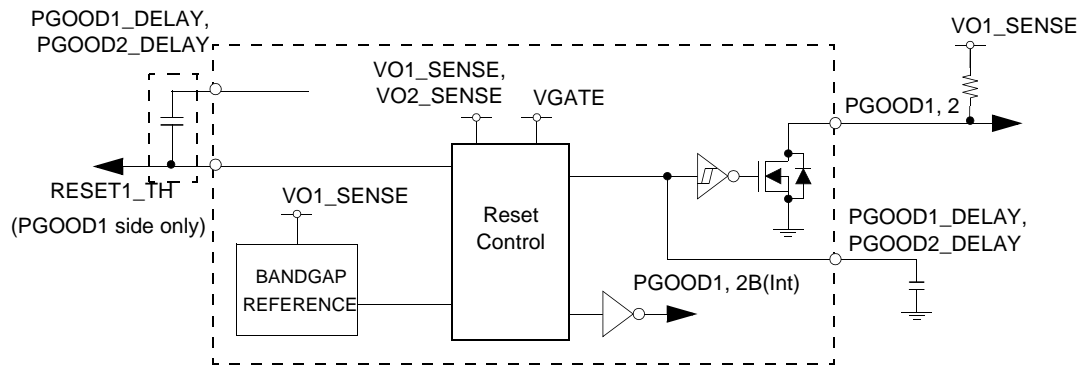 PGOOD1_DELAY,
PGOOD2_DELAY
VO1_SENSE
VO1_SENSE,
VO2_SENSE
VGATE
PGOOD1, 2
RESET1_TH
(PGOOD1 side only)
VO1_SENSE
Reset
Control
PGOOD1_DELAY,
PGOOD2_DELAY
BANDGAP
REFERENCE
PGOOD1, 2B(Int)